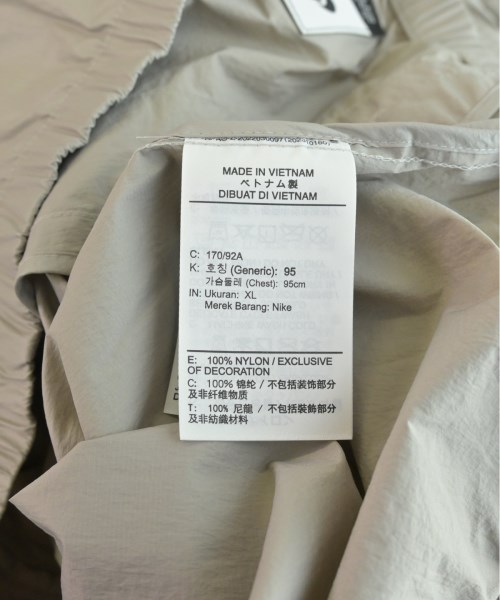 MADE IN VIETNAM
ベトナム製
DIBUAT DI VIETNAM
C: 170/92A
K: 호칭 (Generic): 95
가슴둘레 (Chest): 95cm
IN: Ukuran: XL
Merek Barang: Nike
E: 100% NYLON / EXCLUSIVE
OF DECORATION
C: 100% 锦纶 / 不包括装饰部分
及非纤维物质
T: 100% 尼龍 / 不包括裝飾部分
及非紡織材料